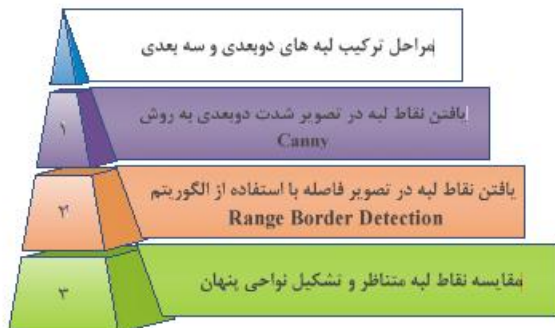 مراحل ترکیب لبه های دوبعدی و سه بعدی
۱
یافتن نقاط لبه در تصویر شدت دوبعدی به روش
Canny
۲
یافتن نقاط لبه در تصویر فاصله با استفاده از الگوریتم
Range Border Detection
۳
مقایسه نقاط لبه متناظر و تشکیل نواحی پنهان